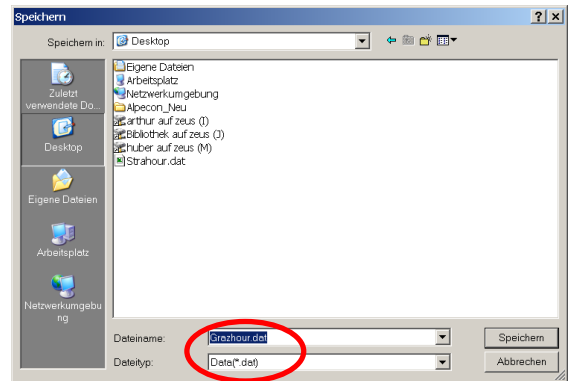 Speichern
Speichern in:
Desktop
Zuletzt
verwendete Do...
Desktop
Eigene Dateien
Arbeitsplatz
Netzwerkumgebu
ng
Eigene Dateien
Arbeitsplatz
Netzwerkumgebung
Alpecon_Neu
arthur auf zeus (I)
Bibliothek auf zeus (J)
huber auf zeus (M)
Strahour.dat
Dateiname:
Grazhour.dat
Speichern
Dateityp:
Data(*.dat)
Abbrechen